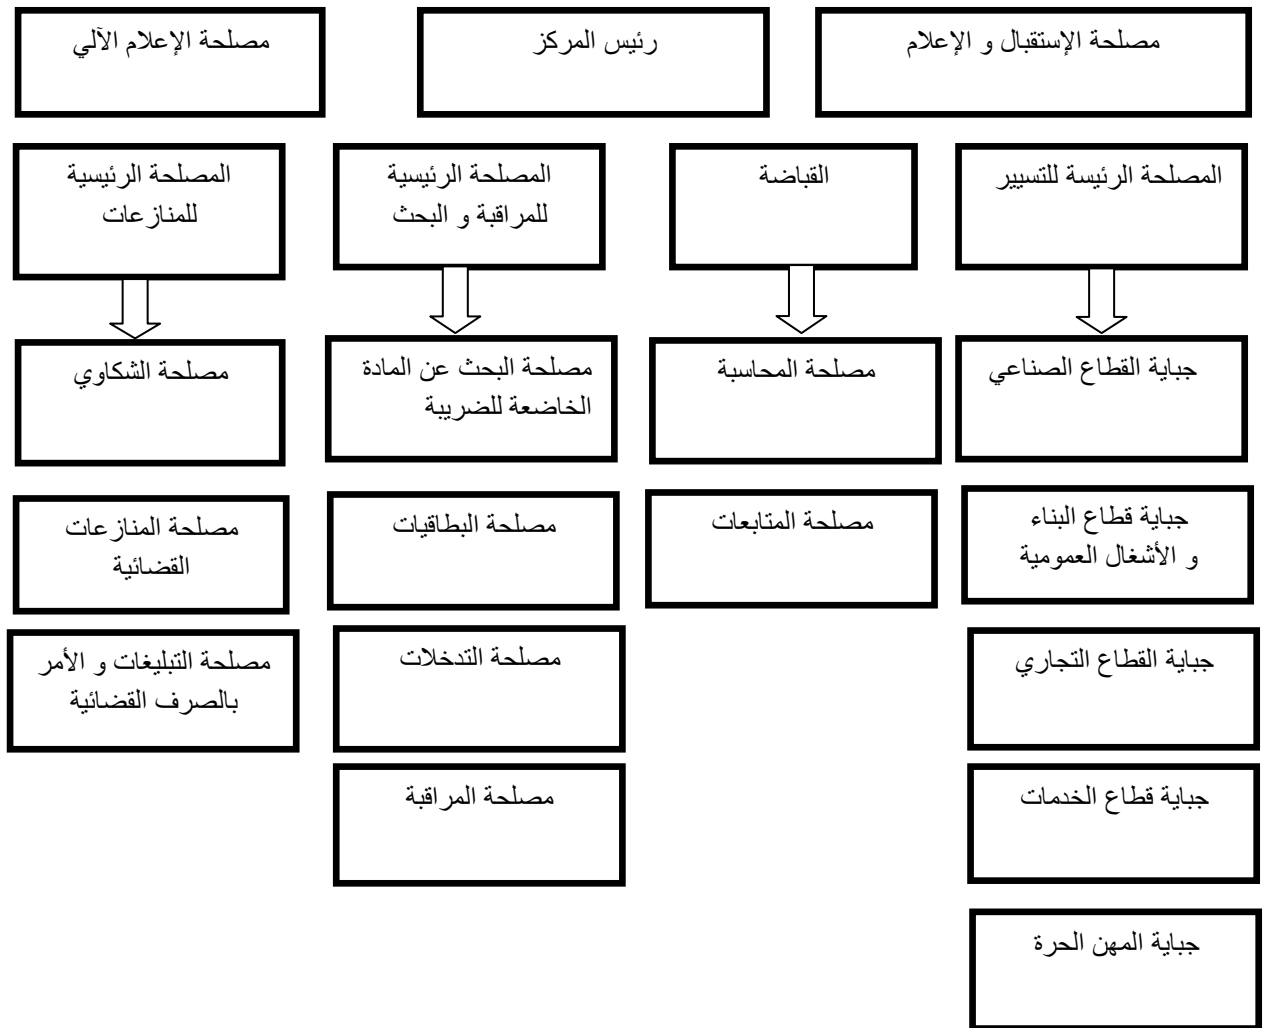 مصلحة الإستقبال و الإعلام
رئيس المركز
مصلحة الإعلام الآلي
المصلحة الرئيسة للتسيير
القباضة
المصلحة الرئيسية
للمراقبة و البحث
المصلحة الرئيسية
للمنازعات
جباية القطاع الصناعي
مصلحة المحاسبة
مصلحة البحث عن المادة
الخاضعة للضريبة
مصلحة الشكاوي
جباية قطاع البناء
و الأشغال العمومية
مصلحة المتابعات
مصلحة البطاقيات
مصلحة المنازعات
القضائية
جباية القطاع التجاري
مصلحة التدخلات
مصلحة التبليغات و الأمر
بالصرف القضائية
جباية قطاع الخدمات
مصلحة المراقبة
جباية المهن الحرة